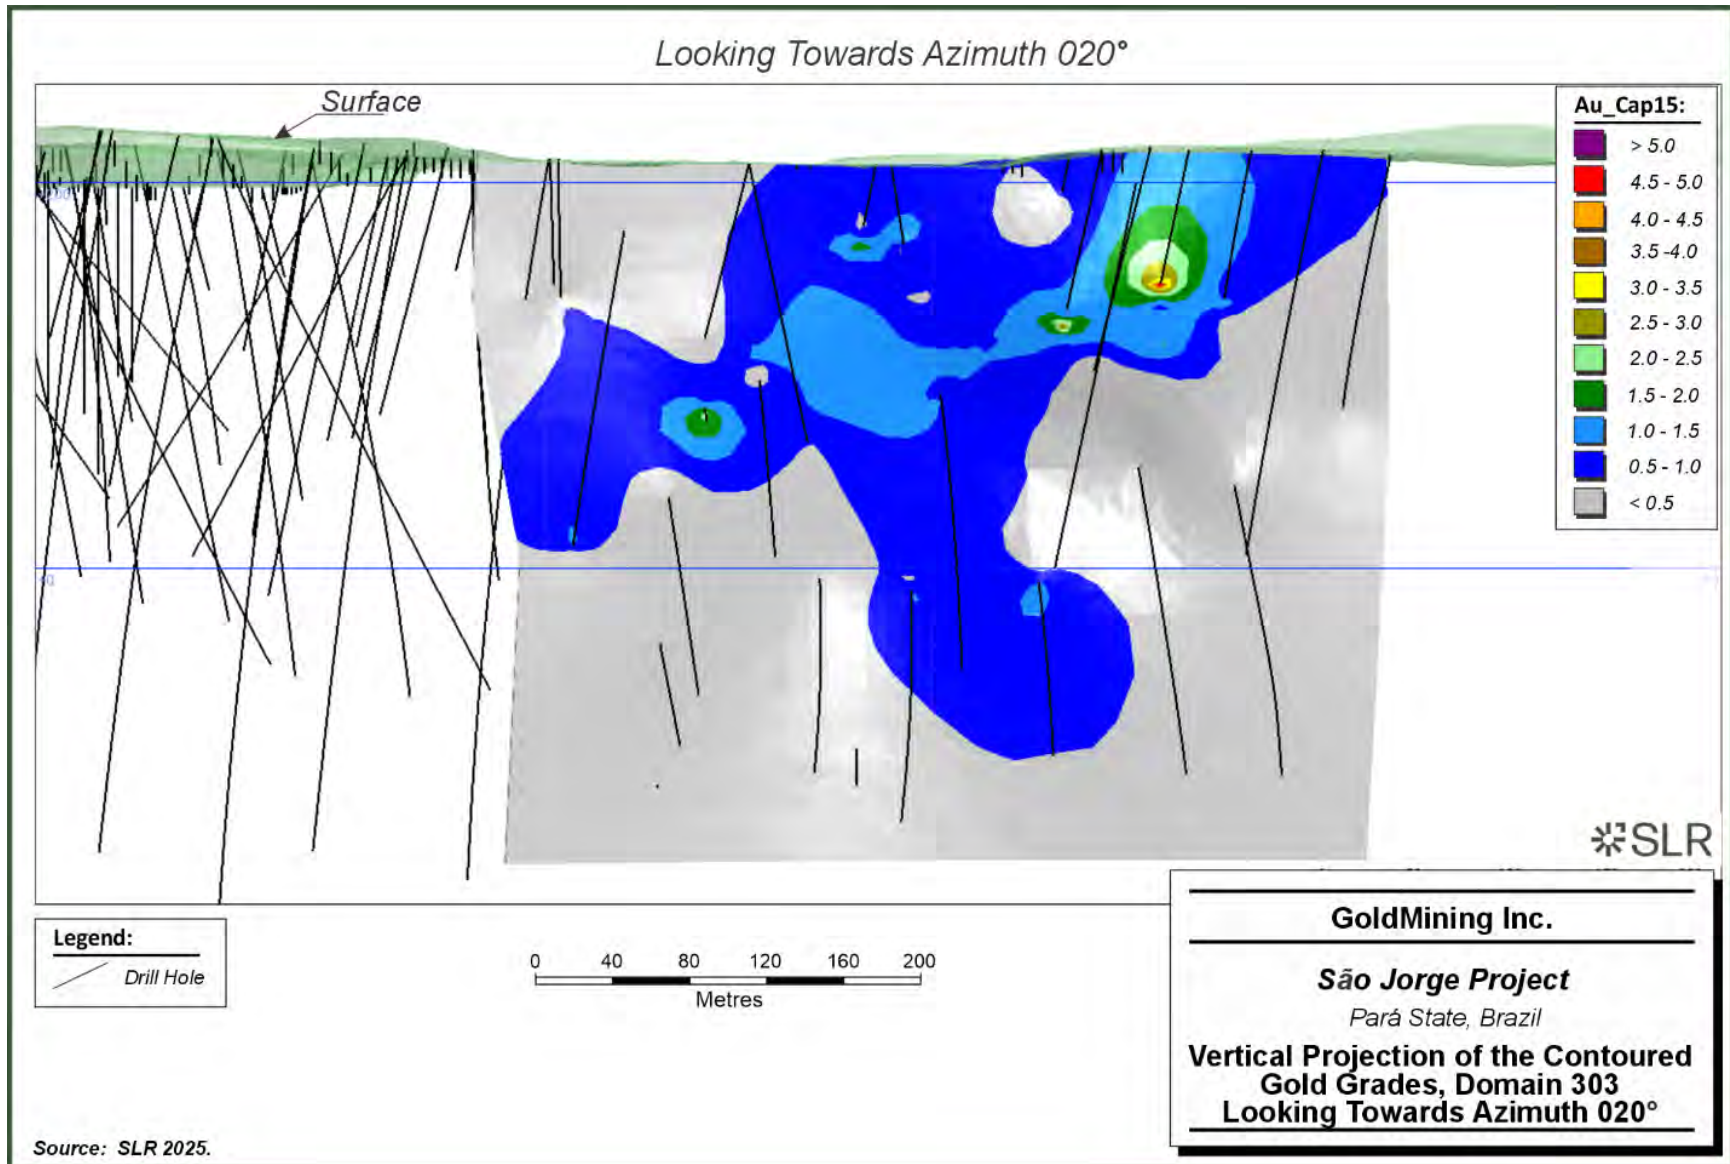 Looking Towards Azimuth 020°
Surface
Au_Cap15:
> 5.0
4.5 - 5.0
4.0 - 4.5
3.5 -4.0
3.0 - 3.5
2.5 - 3.0
2.0 - 2.5
1.5 - 2.0
1.0 - 1.5
0.5 - 1.0
< 0.5
SLR
Legend:
Drill Hole
0 40 80 120 160 200
Metres
GoldMining Inc.
São Jorge Project
Pará State, Brazil
Vertical Projection of the Contoured
Gold Grades, Domain 303
Looking Towards Azimuth 020°
Source: SLR 2025.